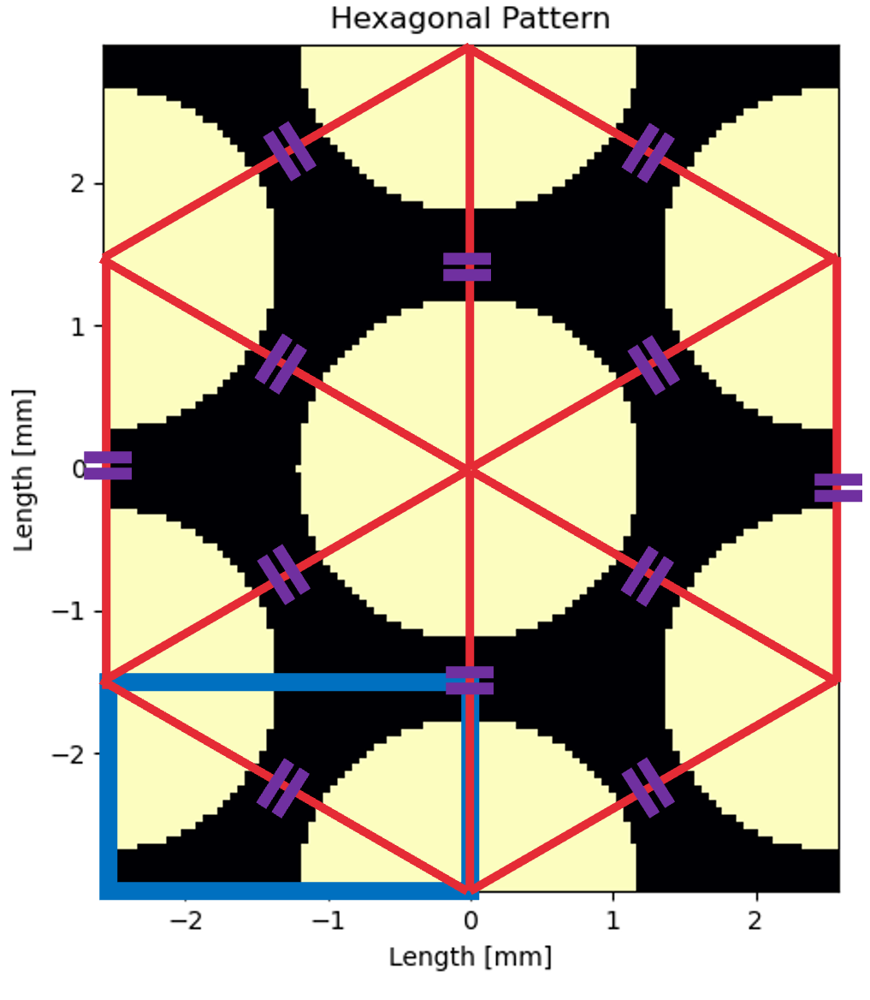 Hexagonal Pattern
2
1
0
−1
−2
Length [mm]
−2 −1 0 1 2
Length [mm]